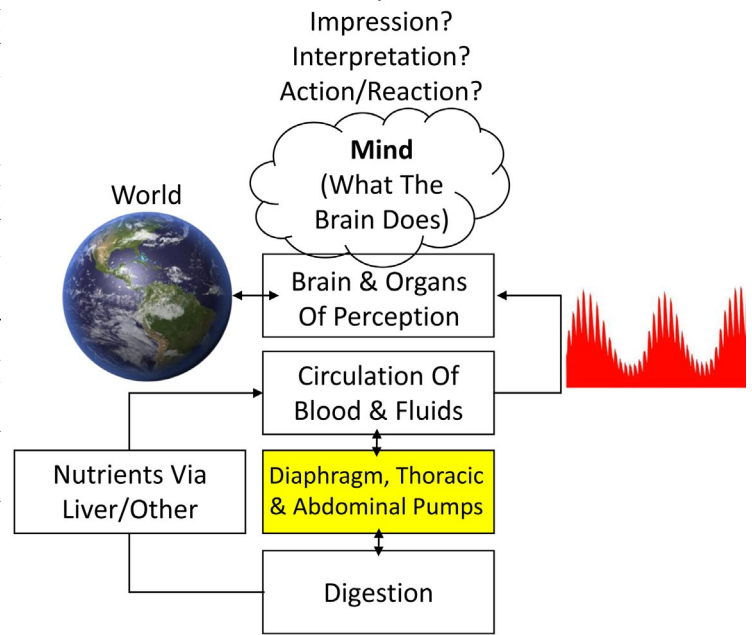 Impression?
Interpretation?
Action/Reaction?
Mind
(What The
Brain Does)
World
Brain & Organs
Of Perception
Circulation Of
Blood & Fluids
Nutrients Via
Liver/Other
Diaphragm, Thoracic
& Abdominal Pumps
Digestion